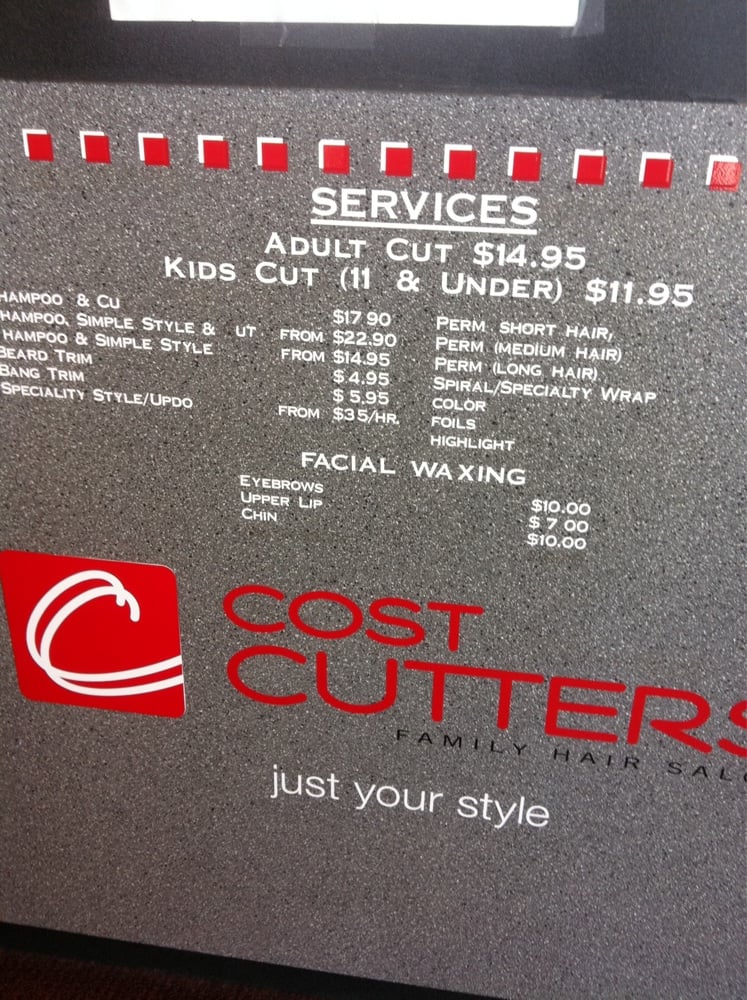 SERVICES
ADULT CUT $14.95
KIDS CUT (11 & UNDER) $11.95
HAMPOO & CU $17 90
HAMPOO, SIMPLE STYLE & UT FROM $22.90
HAMPOO & SIMPLE STYLE FROM $14.95
BEARD TRIM $ 4.95
BANG TRIM $ 5.95
SPECIALITY STYLE/UPDO FROM $35/HR.
PERM SHORT HAIR,
PERM (MEDIUM HAIR)
PERM (LONG HAIR)
SPIRAL/SPECIALTY WRAP
COLOR
FOILS
HIGHLIGHT
FACIAL WAXING
EYEBROWS $10.00
UPPER LIP $ 7 00
CHIN $10.00
COST
CUTTERS
FAMILY HAIR SALO
just your style